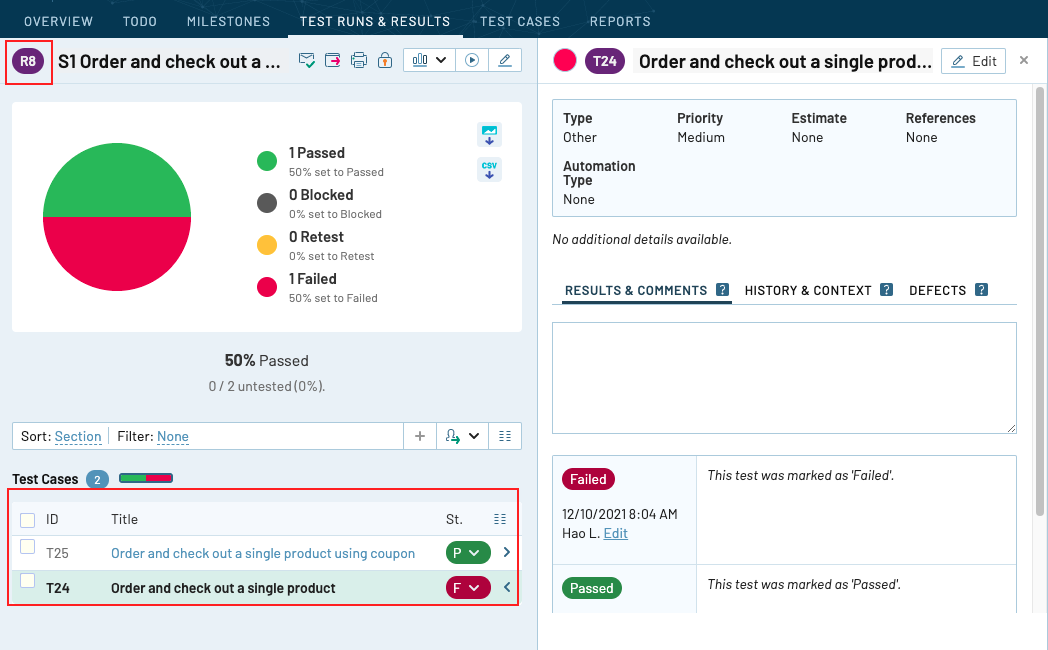 OVERVIEW TODO MILESTONES TEST RUNS & RESULTS TEST CASES REPORTS
R8 S1 Order and check out a ...
1 Passed
50% set to Passed
0 Blocked
0% set to Blocked
0 Retest
0% set to Retest
1 Failed
50% set to Failed
CSV
50% Passed
0 / 2 untested (0%).
Sort: Section Filter: None
Test Cases 2
ID Title St.
T25 Order and check out a single product using coupon P
T24 Order and check out a single product F
T24 Order and check out a single prod... Edit
Type Priority Estimate References
Other Medium None None
Automation
Type
None
No additional details available.
RESULTS & COMMENTS ? HISTORY & CONTEXT ? DEFECTS ?
Failed This test was marked as 'Failed'.
12/10/2021 8:04 AM
Hao L. Edit
Passed This test was marked as 'Passed'.